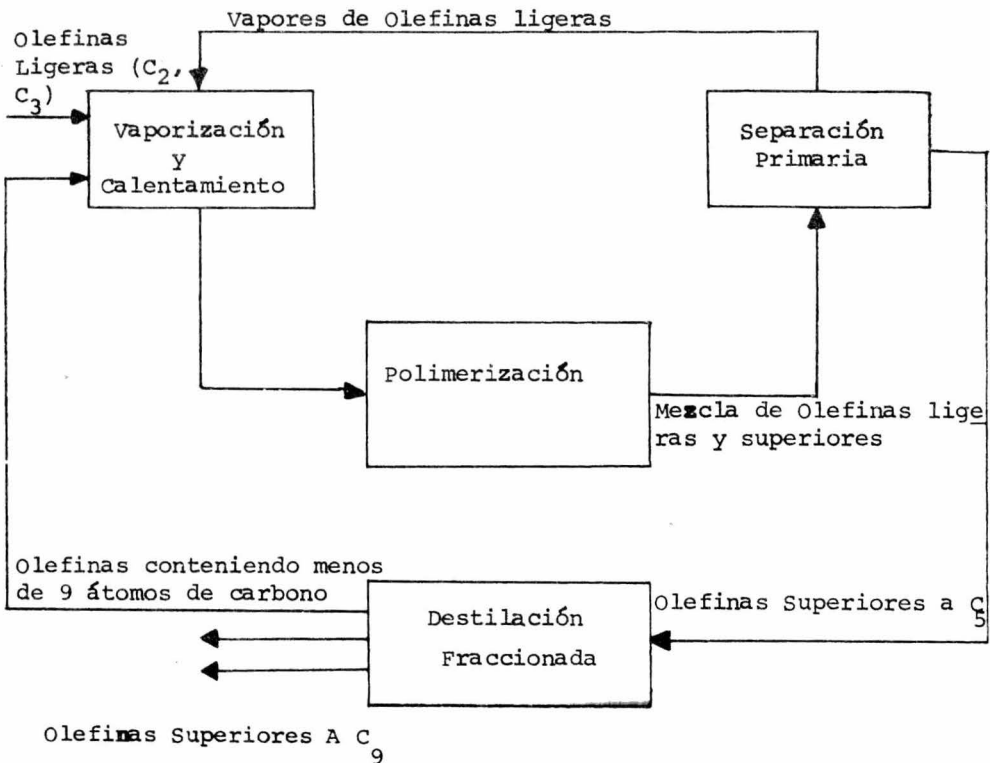 Vapores de Olefinas ligeras
Olefinas
Ligeras (C2,
C3)
Vaporización
y
Calentamiento
Separación
Primaria
Polimerización
Mezcla de Olefinas lige
ras y superiores
Olefinas conteniendo menos
de 9 átomos de carbono
Destilación
Fraccionada
Olefinas Superiores a C5
Olefinas Superiores A C9